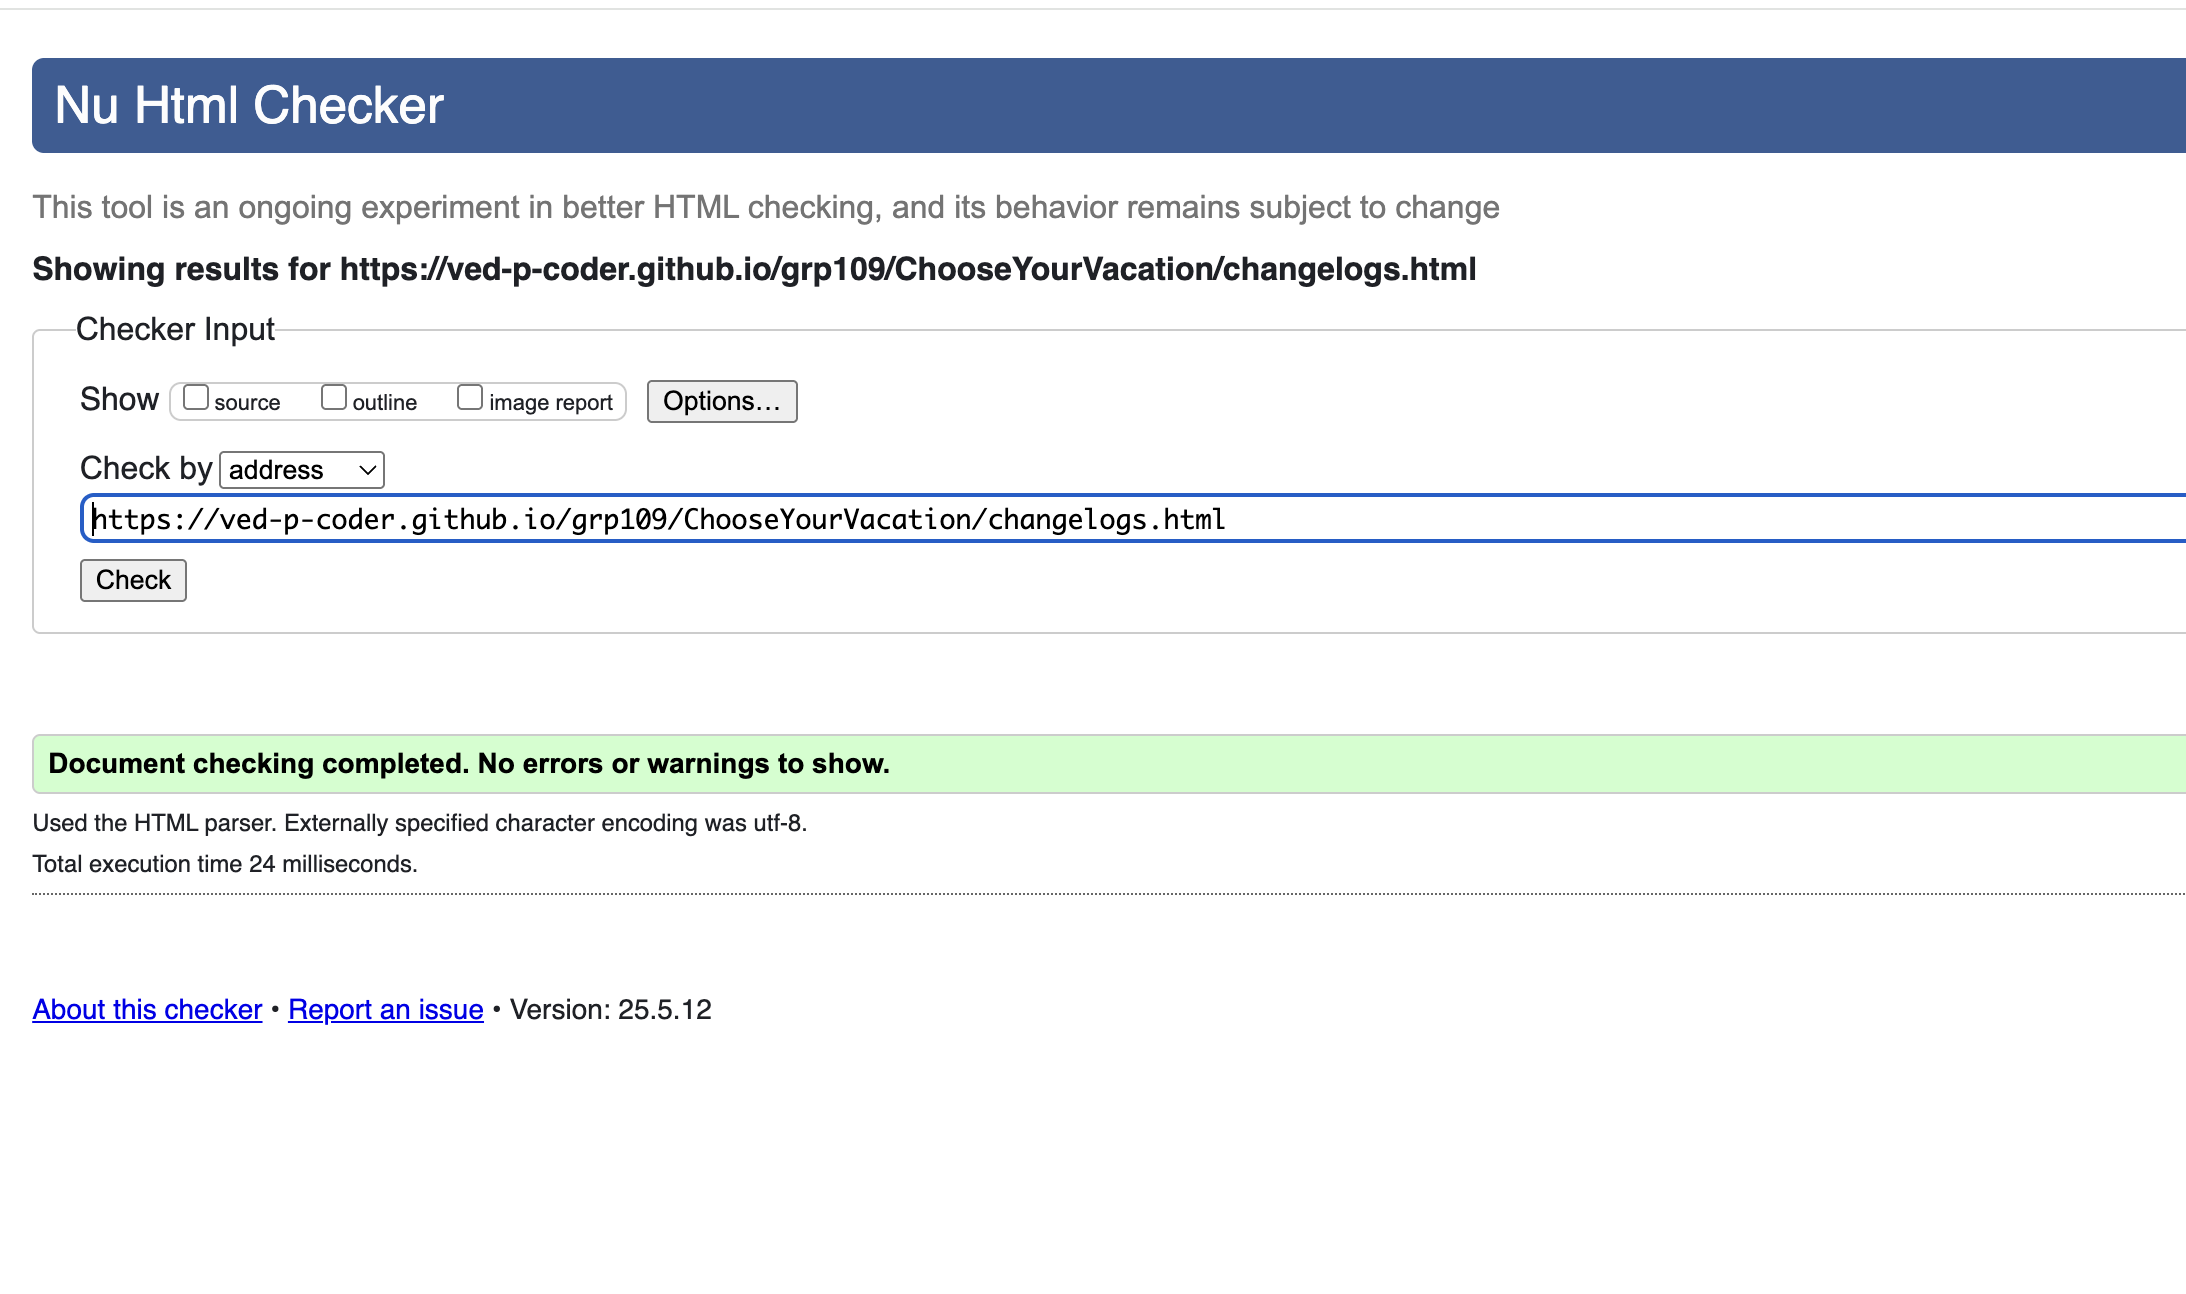 Nu Html Checker
This tool is an ongoing experiment in better HTML checking, and its behavior remains subject to change
Showing results for https://ved-p-coder.github.io/grp109/ChooseYourVacation/changelogs.html
Checker Input
Show source outline image report Options…
Check by address
https://ved-p-coder.github.io/grp109/ChooseYourVacation/changelogs.html
Check
Document checking completed. No errors or warnings to show.
Used the HTML parser. Externally specified character encoding was utf-8.
Total execution time 24 milliseconds.
About this checker • Report an issue • Version: 25.5.12